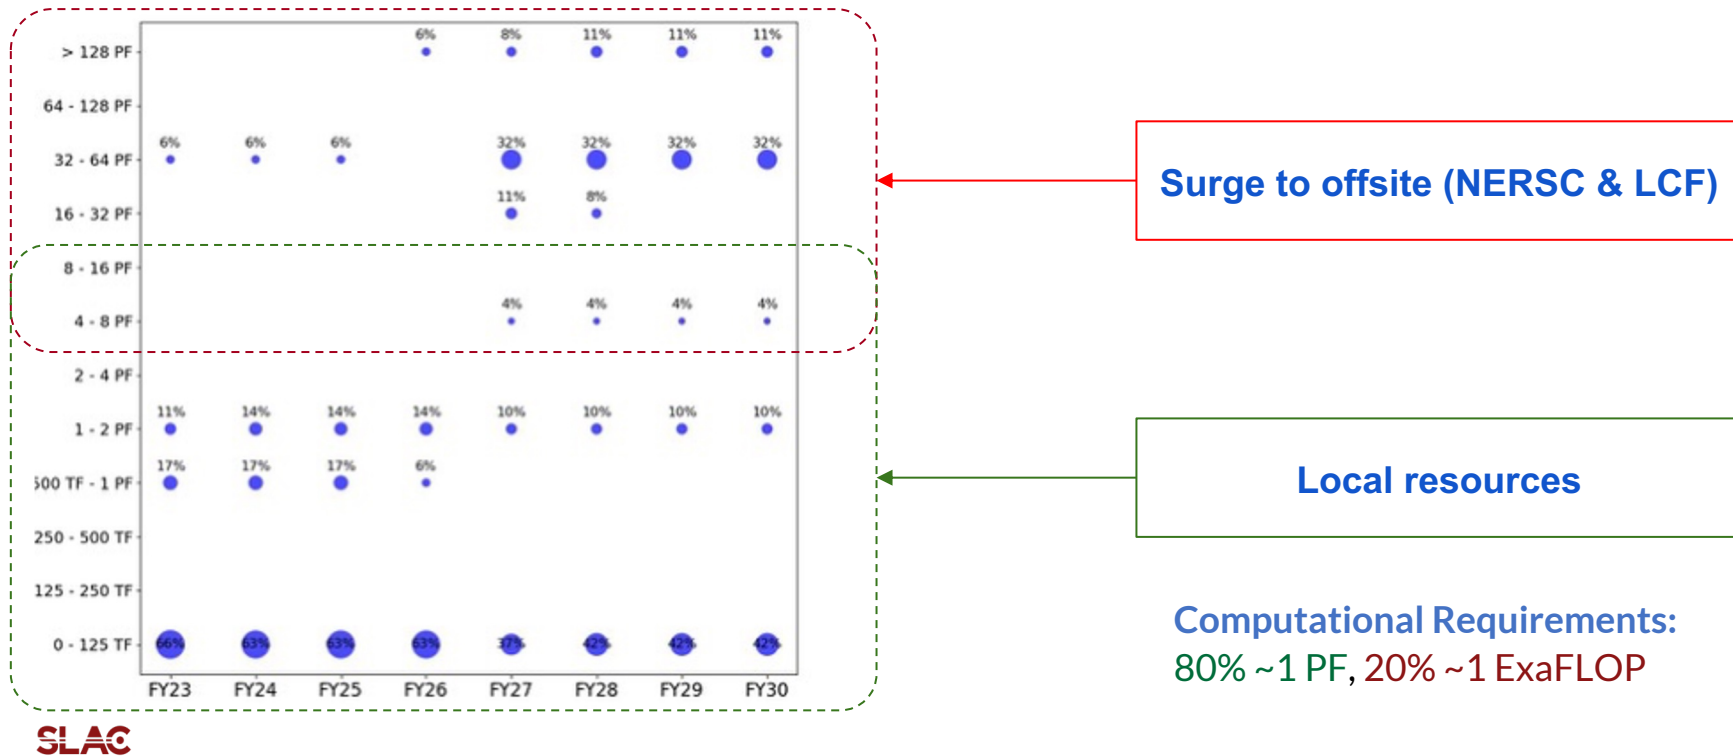 6% 8% 11% 11% 11%
> 128 PF
64 - 128 PF
6% 6% 6% 32% 32% 32% 32%
32 - 64 PF
11% 8%
16 - 32 PF
8 - 16 PF
4% 4% 4% 4%
4 - 8 PF
2 - 4 PF
11% 14% 14% 14% 10% 10% 10% 10%
1 - 2 PF
17% 17% 17% 6%
500 TF - 1 PF
250 - 500 TF
125 - 250 TF
0 - 125 TF 66% 63% 63% 63% 37% 42% 42% 42%
FY23 FY24 FY25 FY26 FY27 FY28 FY29 FY30
Surge to offsite (NERSC & LCF)
Local resources
Computational Requirements:
80% ~1 PF, 20% ~1 ExaFLOP
SLAC